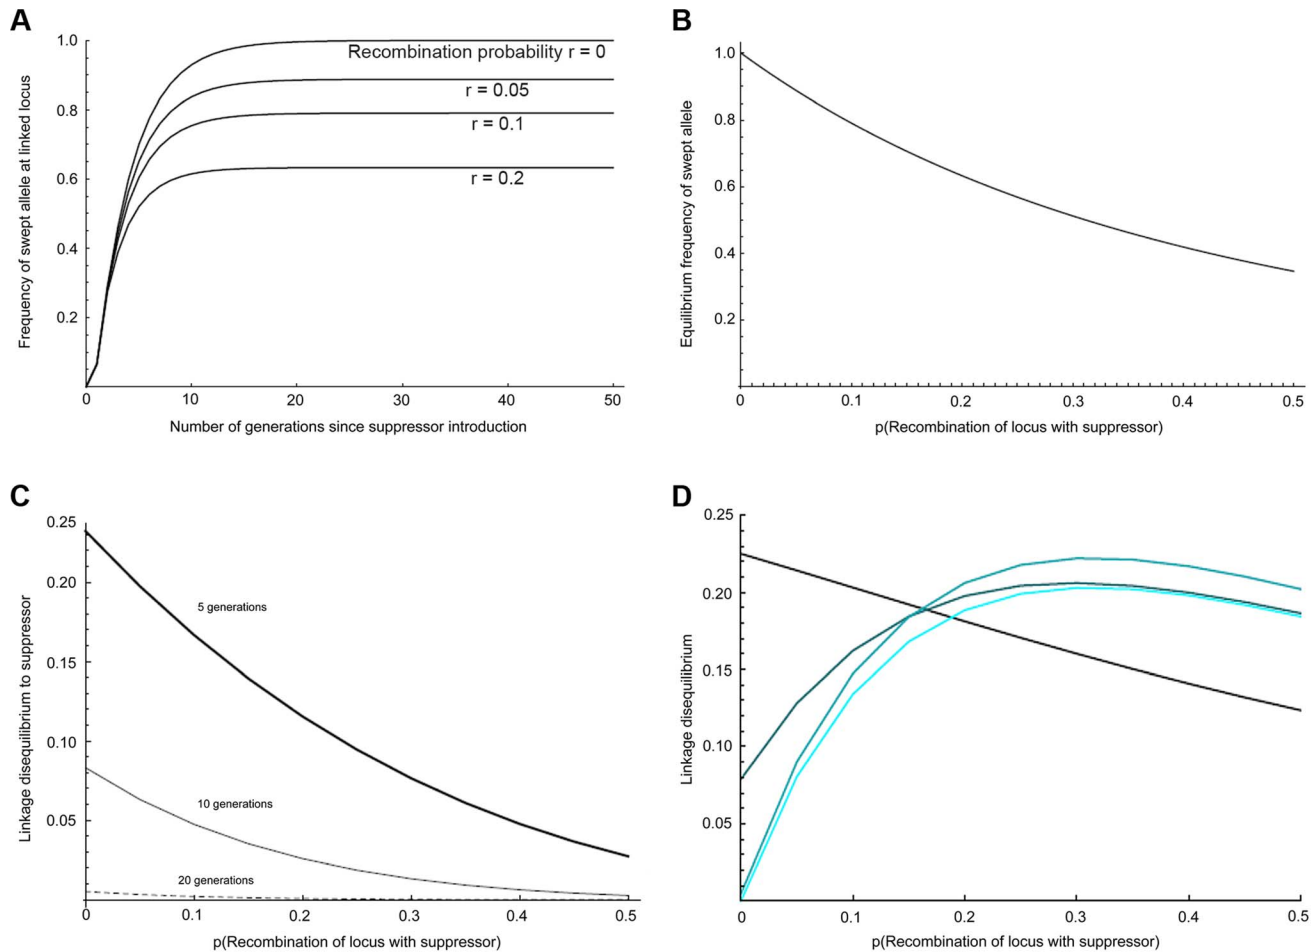 A
Frequency of swept allele at linked locus
1.0
0.8
0.6
0.4
0.2
Recombination probability r = 0
r = 0.05
r = 0.1
r = 0.2
0 10 20 30 40 50
Number of generations since suppressor introduction
B
Equilibrium frequency of swept allele
1.0
0.8
0.6
0.4
0.2
0 0.1 0.2 0.3 0.4 0.5
p(Recombination of locus with suppressor)
C
Linkage disequilibrium to suppressor
0.25
0.20
0.15
0.10
0.05
5 generations
10 generations
20 generations
0 0.1 0.2 0.3 0.4 0.5
p(Recombination of locus with suppressor)
D
Linkage disequilibrium
0.25
0.20
0.15
0.10
0.05
0 0.1 0.2 0.3 0.4 0.5
p(Recombination of locus with suppressor)